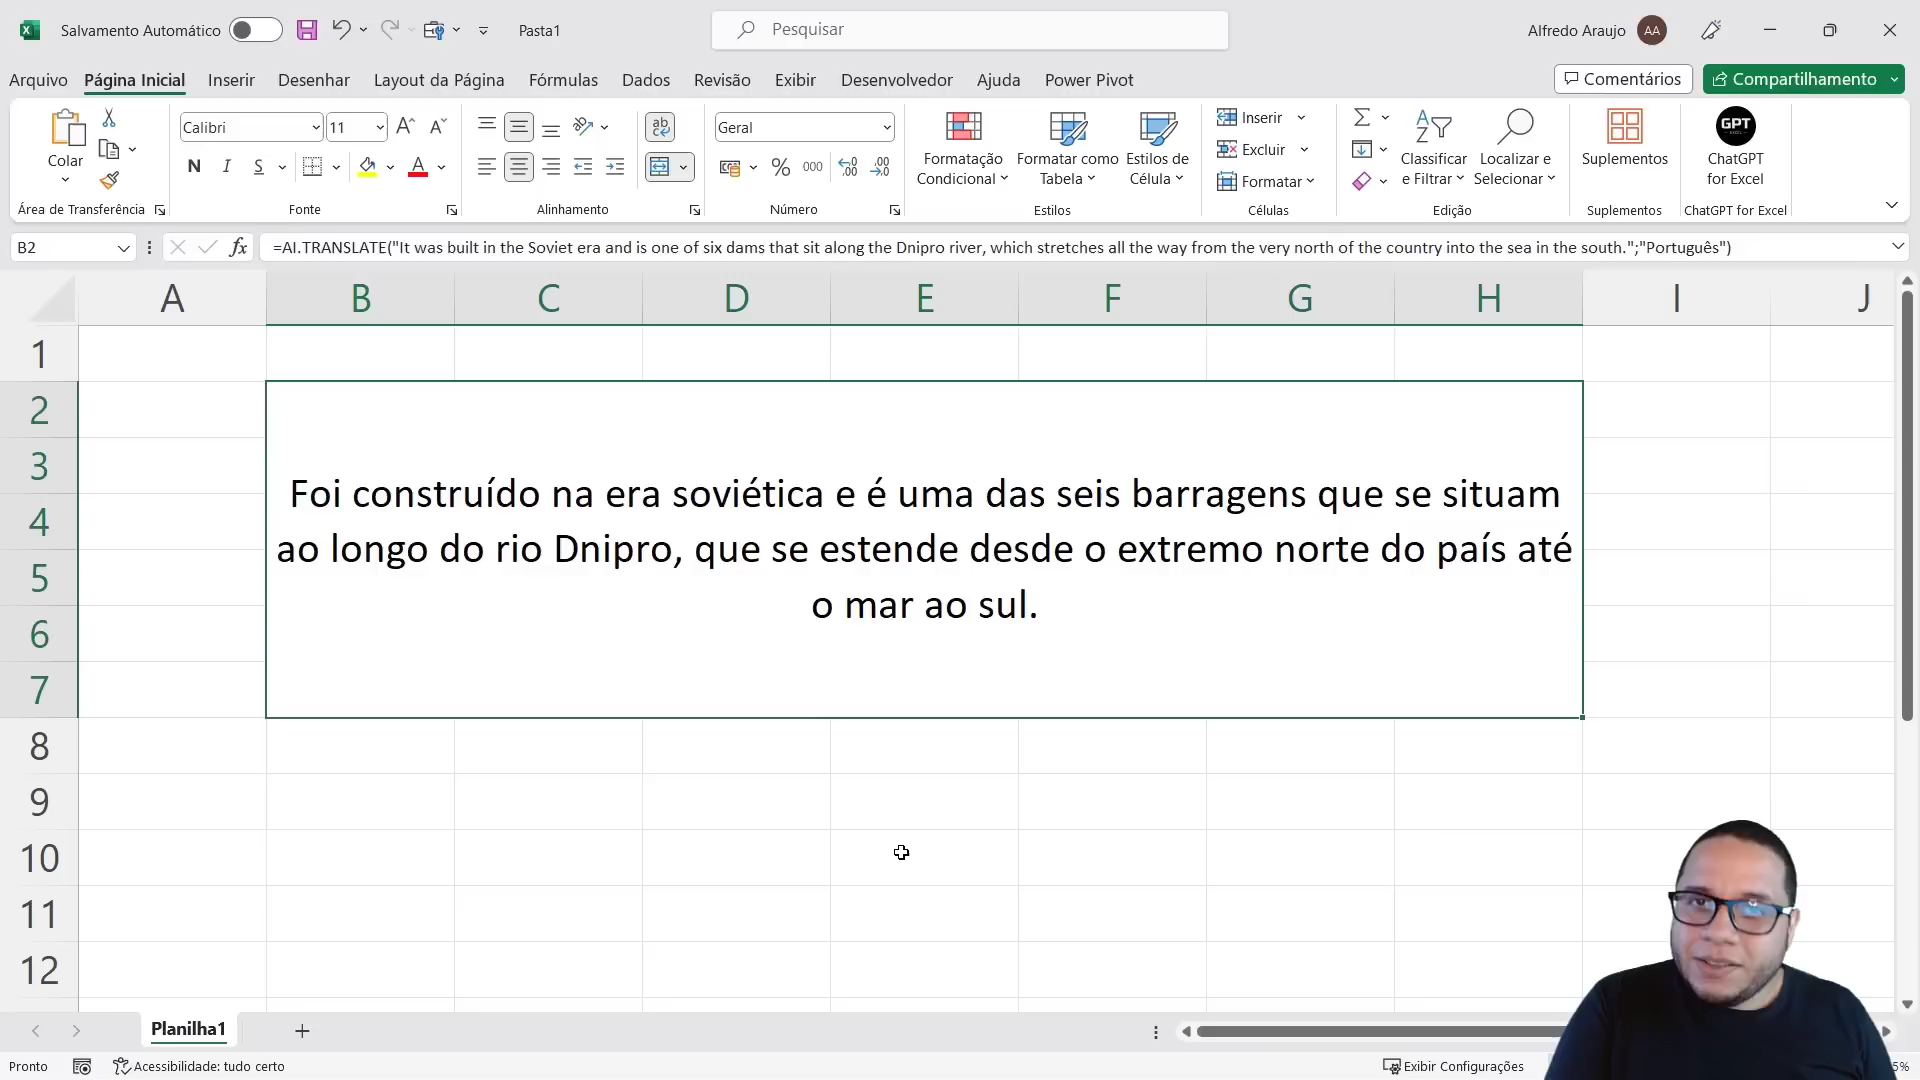 Salvamento Automático
Pasta1
Pesquisar
Alfredo Araujo
AA
Arquivo
Página Inicial
Inserir
Desenhar
Layout da Página
Fórmulas
Dados
Revisão
Exibir
Desenvolvedor
Ajuda
Power Pivot
Comentários
Compartilhamento
Colar
Área de Transferência
Calibri
11
N I S
Fonte
ab
Alinhamento
Geral
% 000
Número
Formatação
Condicional
Formatar como
Tabela
Estilos de
Célula
Estilos
Inserir
Excluir
Formatar
Células
Classificar
e Filtrar
Localizar e
Selecionar
Edição
Suplementos
Suplementos
GPT
ChatGPT
for Excel
ChatGPT for Excel
B2
fx
=AI.TRANSLATE("It was built in the Soviet era and is one of six dams that sit along the Dnipro river, which stretches all the way from the very north of the country into the sea in the south.";"Português")
A B C D E F G H I J
1
2
3
4
5
6
7
8
9
10
11
12
Foi construído na era soviética e é uma das seis barragens que se situam
ao longo do rio Dnipro, que se estende desde o extremo norte do país até
o mar ao sul.
Planilha1
Pronto
Acessibilidade: tudo certo
Exibir Configurações